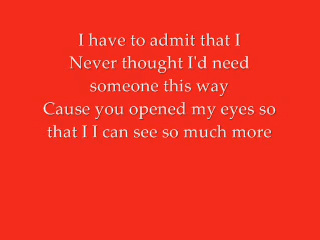 I have to admit that I
Never thought I'd need
someone this way
Cause you opened my eyes so
that I I can see so much more